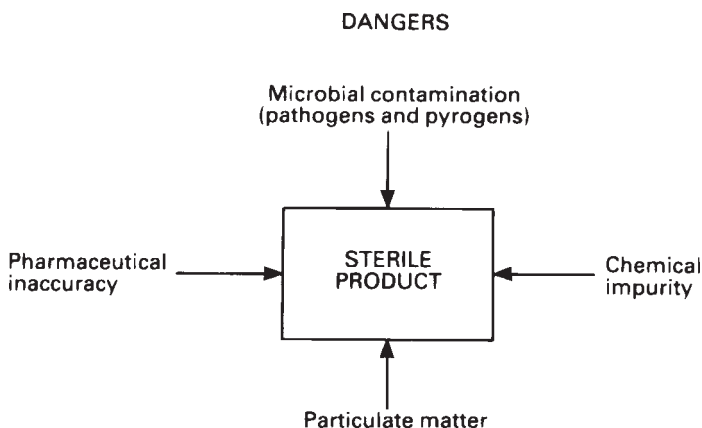 DANGERS
Microbial contamination
(pathogens and pyrogens)
Pharmaceutical
inaccuracy
STERILE
PRODUCT
Chemical
impurity
Particulate matter